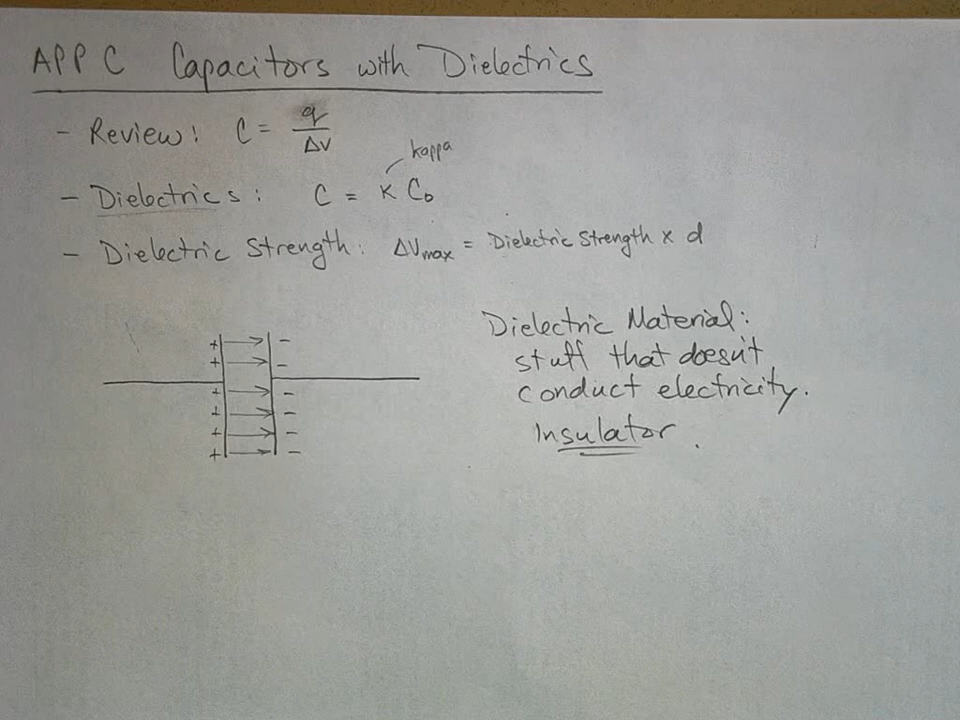 APP C Capacitors with Dielectrics
- Review: C = q/ΔV
kappa
- Dielectrics: C = κ C₀
- Dielectric Strength: ΔVmax = Dielectric Strength x d
Dielectric Material:
stuff that doesn't
conduct electricity.
Insulator.
+ -
+ -
+ -
+ -
+ -
+ -